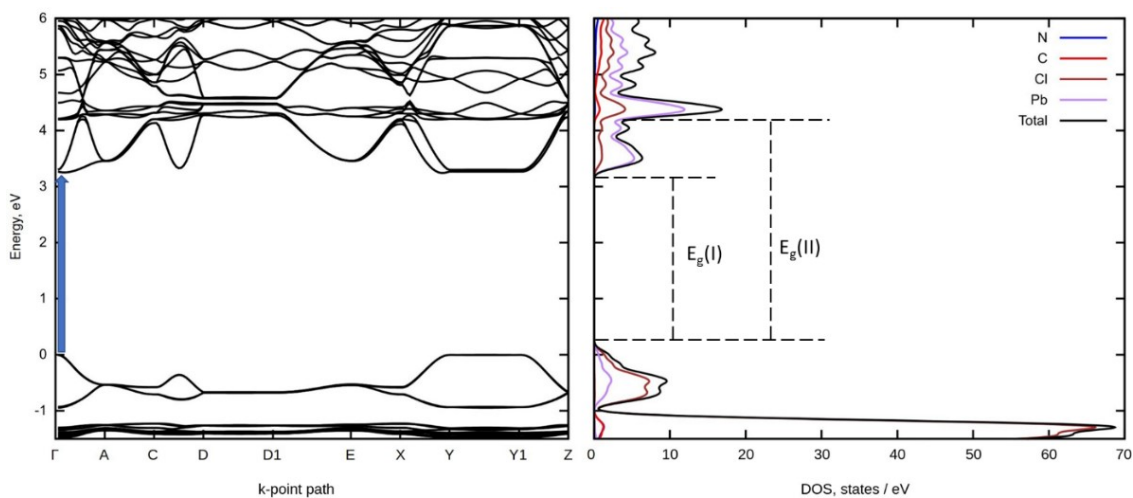 6
5
4
3
2
1
0
-1
Energy, eV
Γ A C D D1 E X Y Y1 Z
k-point path
N
C
Cl
Pb
Total
E_g(I)
E_g(II)
0 10 20 30 40 50 60 70
DOS, states / eV